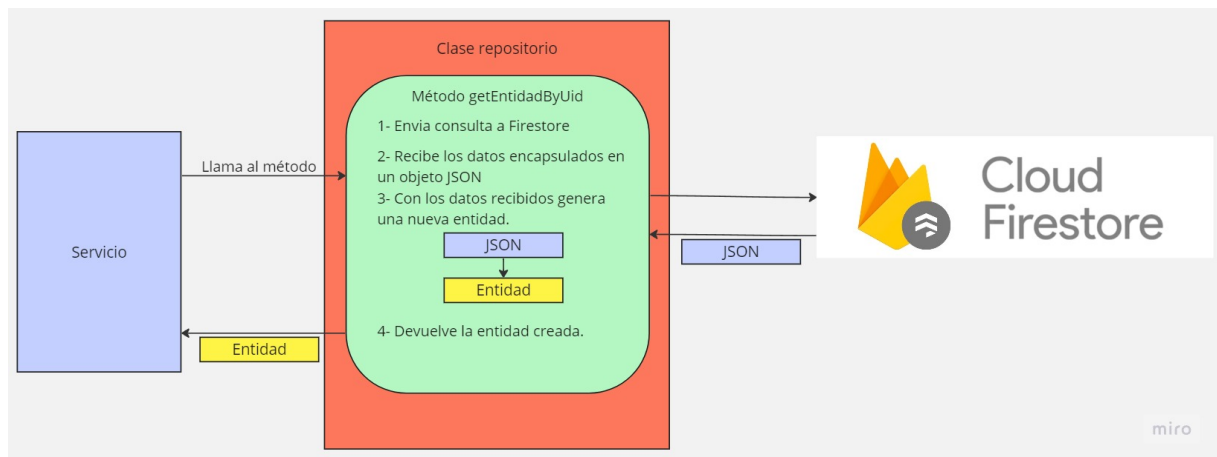 Clase repositorio
Método getEntidadByUid
1- Envia consulta a Firestore
2- Recibe los datos encapsulados en
un objeto JSON
3- Con los datos recibidos genera
una nueva entidad.
JSON
Entidad
4- Devuelve la entidad creada.
Servicio
Llama al método
Entidad
JSON
Cloud
Firestore
miro